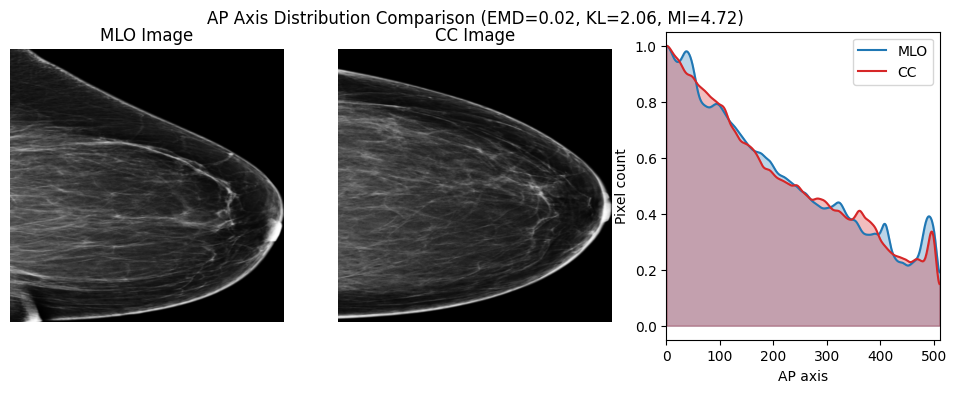 AP Axis Distribution Comparison (EMD=0.02, KL=2.06, MI=4.72)
MLO Image
CC Image
MLO
CC
1.0
0.8
0.6
0.4
0.2
0.0
Pixel count
0 100 200 300 400 500
AP axis